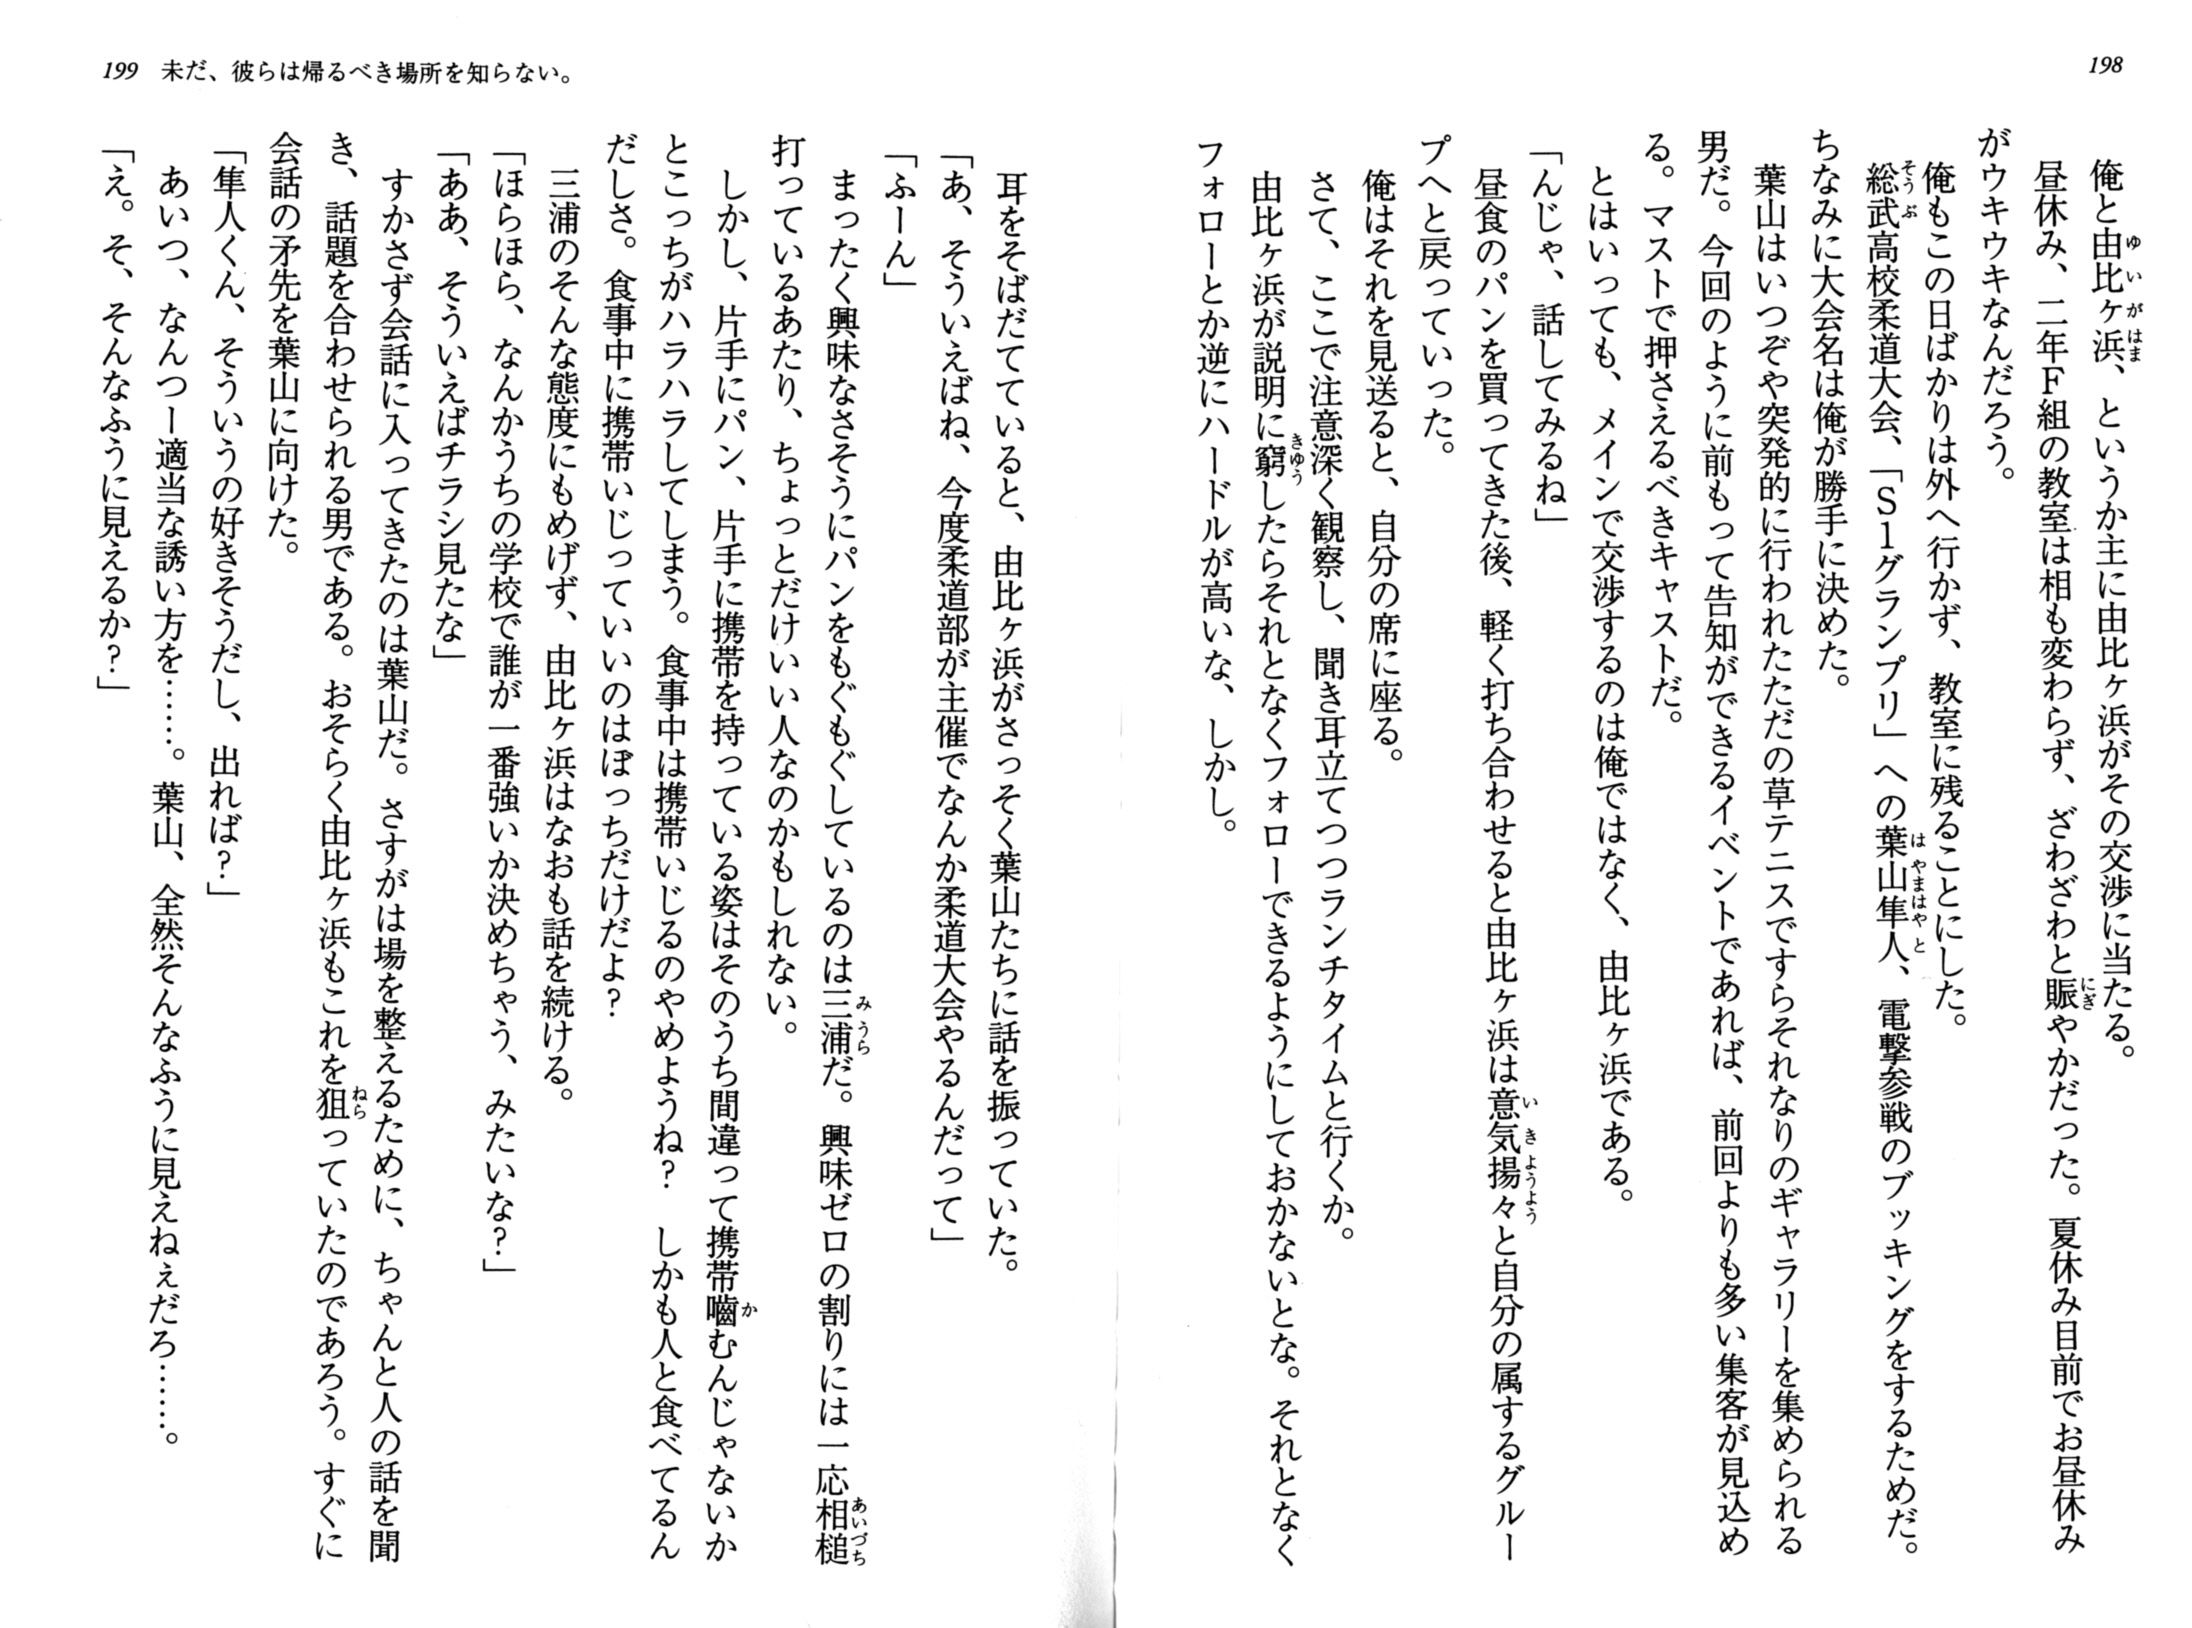 198
俺と由比ヶ浜、というか主に由比ヶ浜がその交渉に当たる。
昼休み、二年F組の教室は相も変わらず、ざわざわと賑やかだった。夏休み目前でお昼休み
がウキウキなんだろう。
俺もこの日ばかりは外へ行かず、教室に残ることにした。
総武高校柔道大会、「S1グランプリ」への葉山隼人、電撃参戦のブッキングをするためだ。
ちなみに大会名は俺が勝手に決めた。
葉山はいつぞや突発的に行われたただの草テニスですらそれなりのギャラリーを集められる
男だ。今回のように前もって告知ができるイベントであれば、前回よりも多い集客が見込め
る。マストで押さえるべきキャストだ。
とはいっても、メインで交渉するのは俺ではなく、由比ヶ浜である。
「んじゃ、話してみるね」
昼食のパンを買ってきた後、軽く打ち合わせると由比ヶ浜は意気揚々と自分の属するグルー
プへと戻っていった。
俺はそれを見送ると、自分の席に座る。
さて、ここで注意深く観察し、聞き耳立てつつランチタイムと行くか。
由比ヶ浜が説明に窮したらそれとなくフォローできるようにしておかないとな。それとなく
フォローとか逆にハードルが高いな、しかし。
199 未だ、彼らは帰るべき場所を知らない。
耳をそばだてていると、由比ヶ浜がさっそく葉山たちに話を振っていた。
「あ、そういえばね、今度柔道部が主催でなんか柔道大会やるんだって」
「ふーん」
まったく興味なさそうにパンをもぐもぐしているのは三浦だ。興味ゼロの割りには一応相槌
打っているあたり、ちょっとだけいい人なのかもしれない。
しかし、片手にパン、片手に携帯を持っている姿はそのうち間違って携帯嚙むんじゃないか
とこっちがハラハラしてしまう。食事中は携帯いじるのやめようね？　しかも人と食べてるん
だしさ。食事中に携帯いじっていいのはぼっちだけだよ？
三浦のそんな態度にもめげず、由比ヶ浜はなおも話を続ける。
「ほらほら、なんかうちの学校で誰が一番強いか決めちゃう、みたいな？」
「ああ、そういえばチラシ見たな」
すかさず会話に入ってきたのは葉山だ。さすがは場を整えるために、ちゃんと人の話を聞
き、話題を合わせられる男である。おそらく由比ヶ浜もこれを狙っていたのであろう。すぐに
会話の矛先を葉山に向けた。
「隼人くん、そういうの好きそうだし、出れば？」
あいつ、なんつー適当な誘い方を……。葉山、全然そんなふうに見えねぇだろ……。
「え。そ、そんなふうに見えるか？」